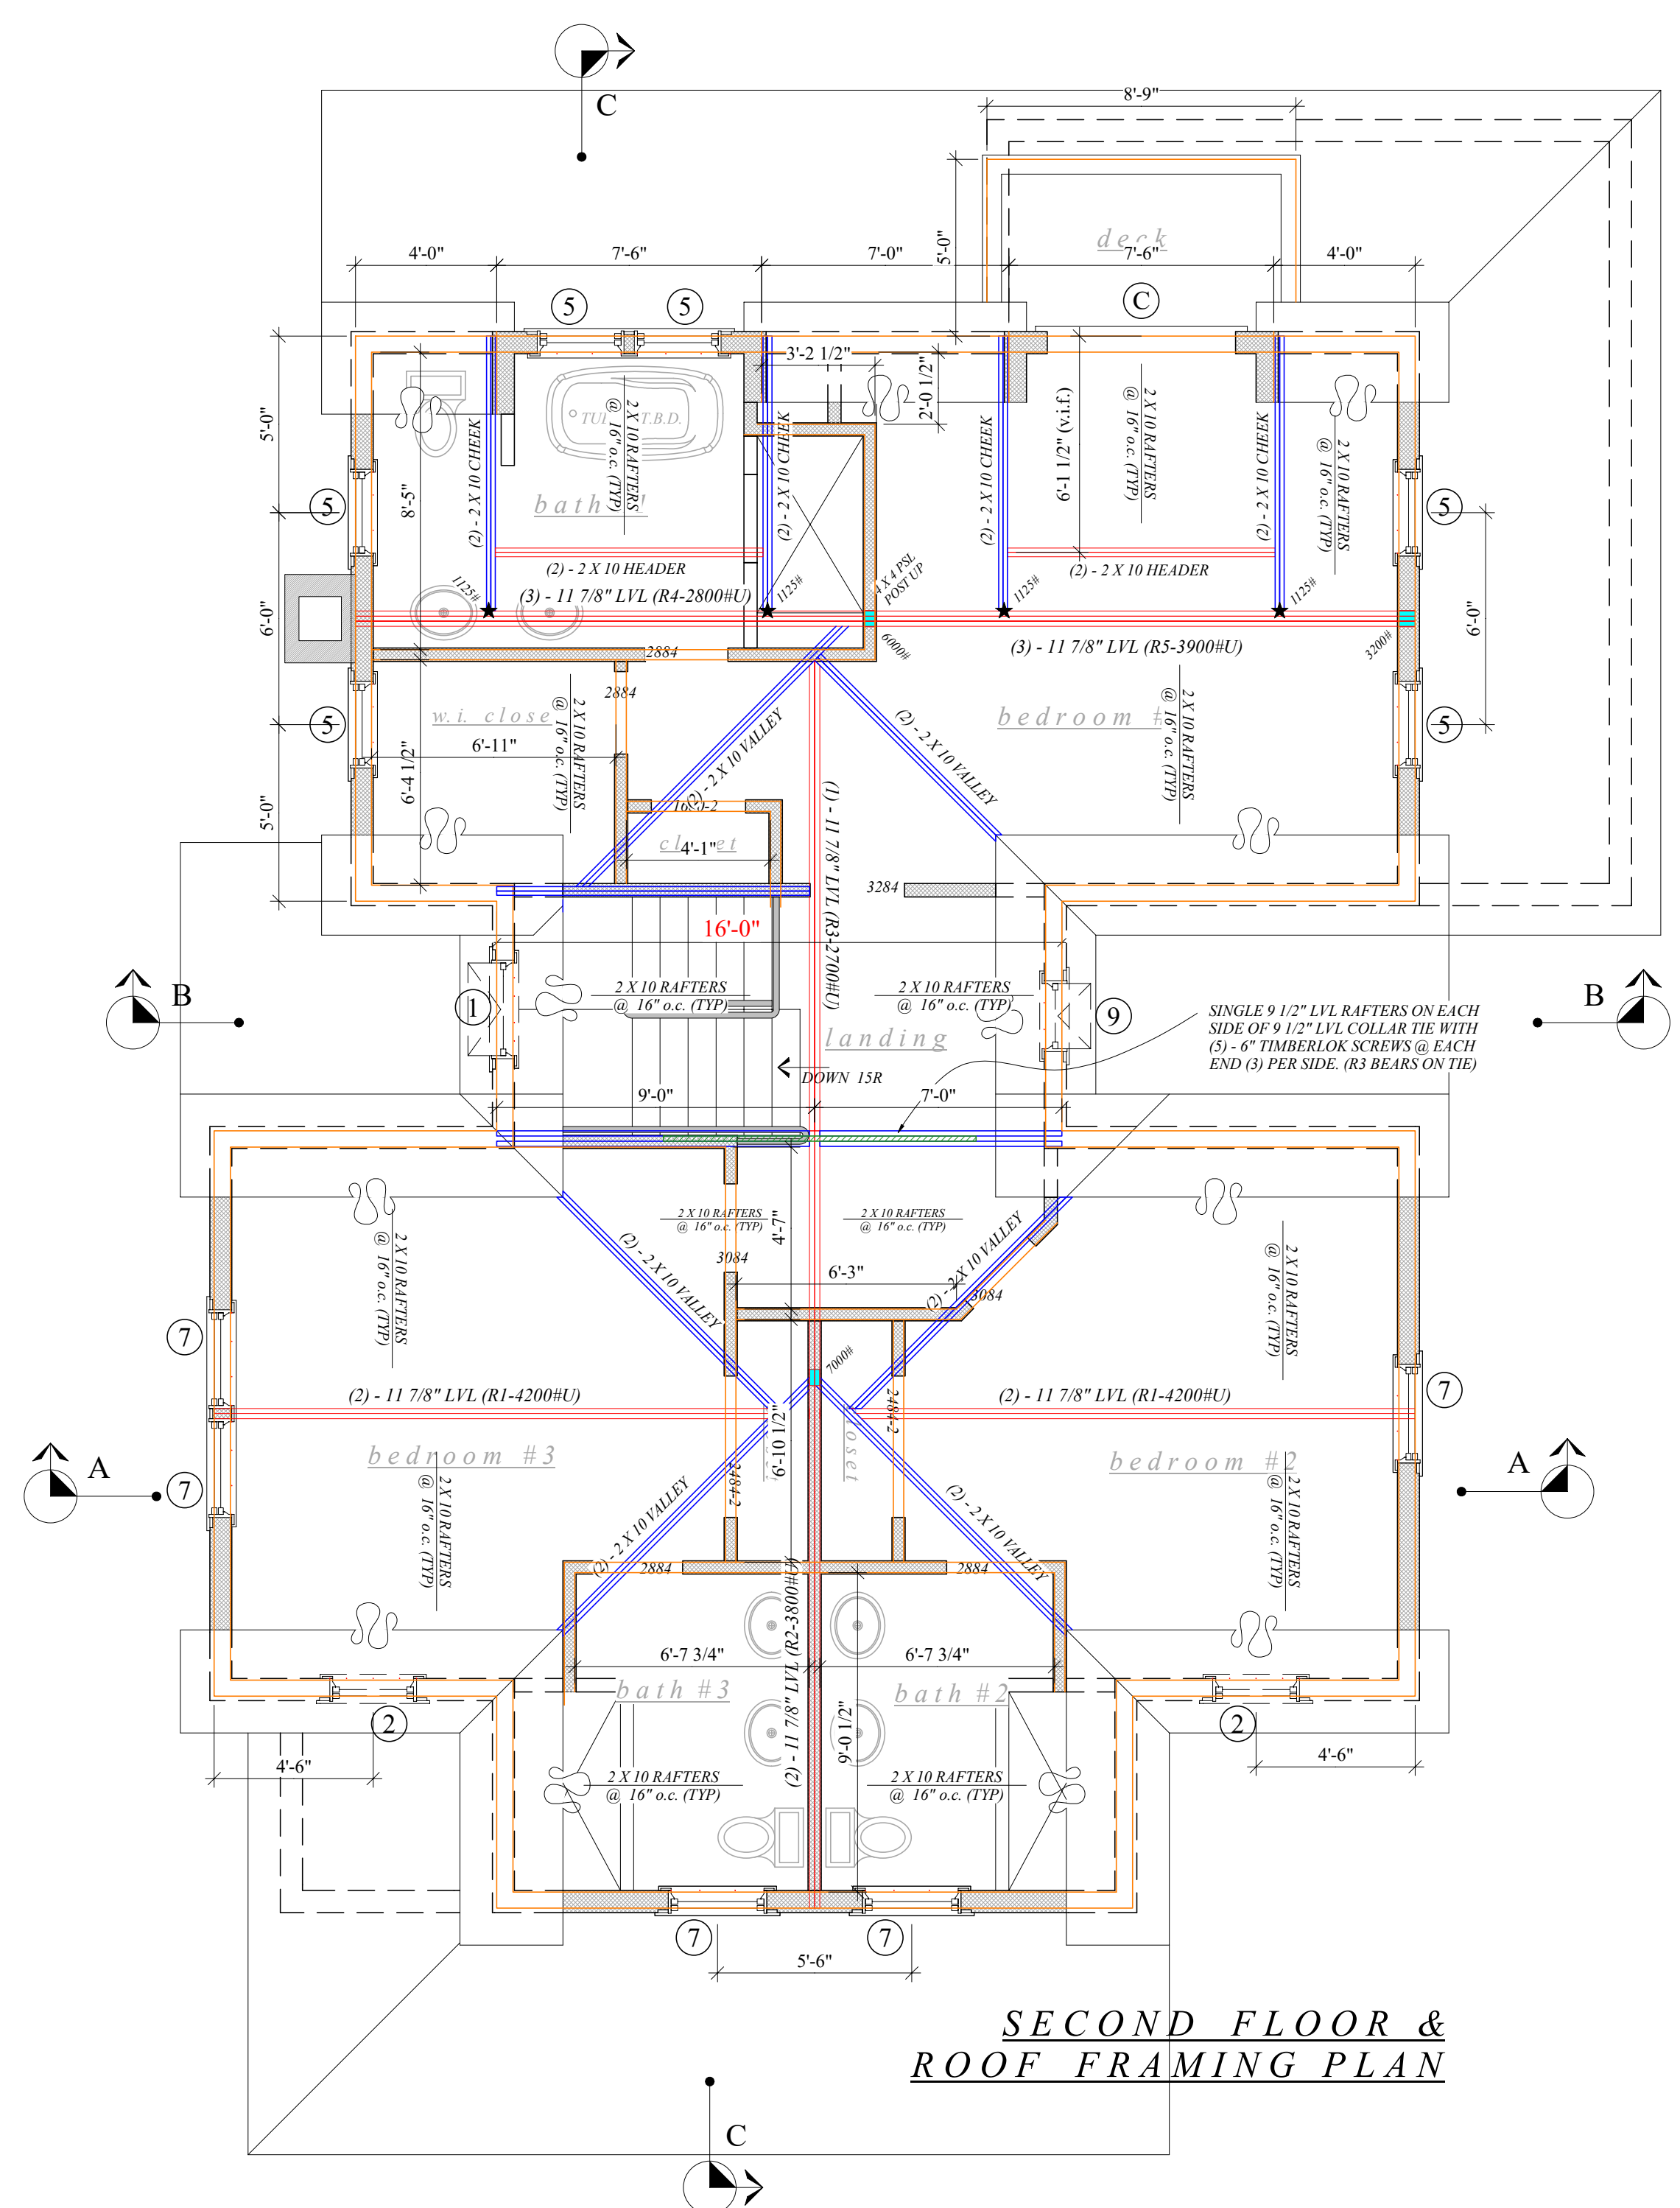 C
8'-9"
deck
5'-0"
4'-0"
7'-6"
7'-0"
7'-6"
4'-0"
5
5
C
3'-2 1/2"
2'-0 1/2"
5'-0"
8'-5"
(2) - 2 X 10 CHEEK
TUB T.B.D.
2 X 10 RAFTERS
@ 16" o.c. (TYP)
bath
(2) - 2 X 10 CHEEK
(2) - 2 X 10 CHEEK
6'-1 1/2" (v.i.f.)
2 X 10 RAFTERS
@ 16" o.c. (TYP)
(2) - 2 X 10 CHEEK
2 X 10 RAFTERS
@ 16" o.c. (TYP)
5
5
(2) - 2 X 10 HEADER
(2) - 2 X 10 HEADER
4 X 4 PSL
POST UP
1125#
1125#
1125#
1125#
(3) - 11 7/8" LVL (R4-2800#U)
6'-0"
6'-0"
6000#
(3) - 11 7/8" LVL (R5-3900#U)
3200#
2884
2884
5
5
w.i. close
6'-11"
2 X 10 RAFTERS
@ 16" o.c. (TYP)
6'-4 1/2"
5'-0"
(2) - 2 X 10 VALLEY
(2) - 2 X 10 VALLEY
bedroom #
2 X 10 RAFTERS
@ 16" o.c. (TYP)
4'-1"
(1) - 11 7/8" LVL (R3-2700#U)
3284
16'-0"
B
1
2 X 10 RAFTERS
@ 16" o.c. (TYP)
2 X 10 RAFTERS
@ 16" o.c. (TYP)
9
B
landing
SINGLE 9 1/2" LVL RAFTERS ON EACH
SIDE OF 9 1/2" LVL COLLAR TIE WITH
(5) - 6" TIMBERLOK SCREWS @ EACH
END (3) PER SIDE. (R3 BEARS ON TIE)
DOWN 15R
9'-0"
7'-0"
2 X 10 RAFTERS
@ 16" o.c. (TYP)
2 X 10 RAFTERS
@ 16" o.c. (TYP)
4'-7"
2 X 10 RAFTERS
@ 16" o.c. (TYP)
(2) - 2 X 10 VALLEY
3084
6'-3"
(2) - 2 X 10 VALLEY
3084
2 X 10 RAFTERS
@ 16" o.c. (TYP)
7
7000#
7
(2) - 11 7/8" LVL (R1-4200#U)
(2) - 11 7/8" LVL (R1-4200#U)
6'-10 1/2"
2484-2
2484-2
A
bedroom #3
bedroom #2
A
7
2 X 10 RAFTERS
@ 16" o.c. (TYP)
(2) - 2 X 10 VALLEY
(2) - 2 X 10 VALLEY
2 X 10 RAFTERS
@ 16" o.c. (TYP)
2884
2884
(2) - 11 7/8" LVL (R2-3800#U)
6'-7 3/4"
6'-7 3/4"
bath #3
bath #2
9'-0 1/2"
2
2
4'-6"
4'-6"
2 X 10 RAFTERS
@ 16" o.c. (TYP)
2 X 10 RAFTERS
@ 16" o.c. (TYP)
7
7
5'-6"
SECOND FLOOR &
ROOF FRAMING PLAN
C